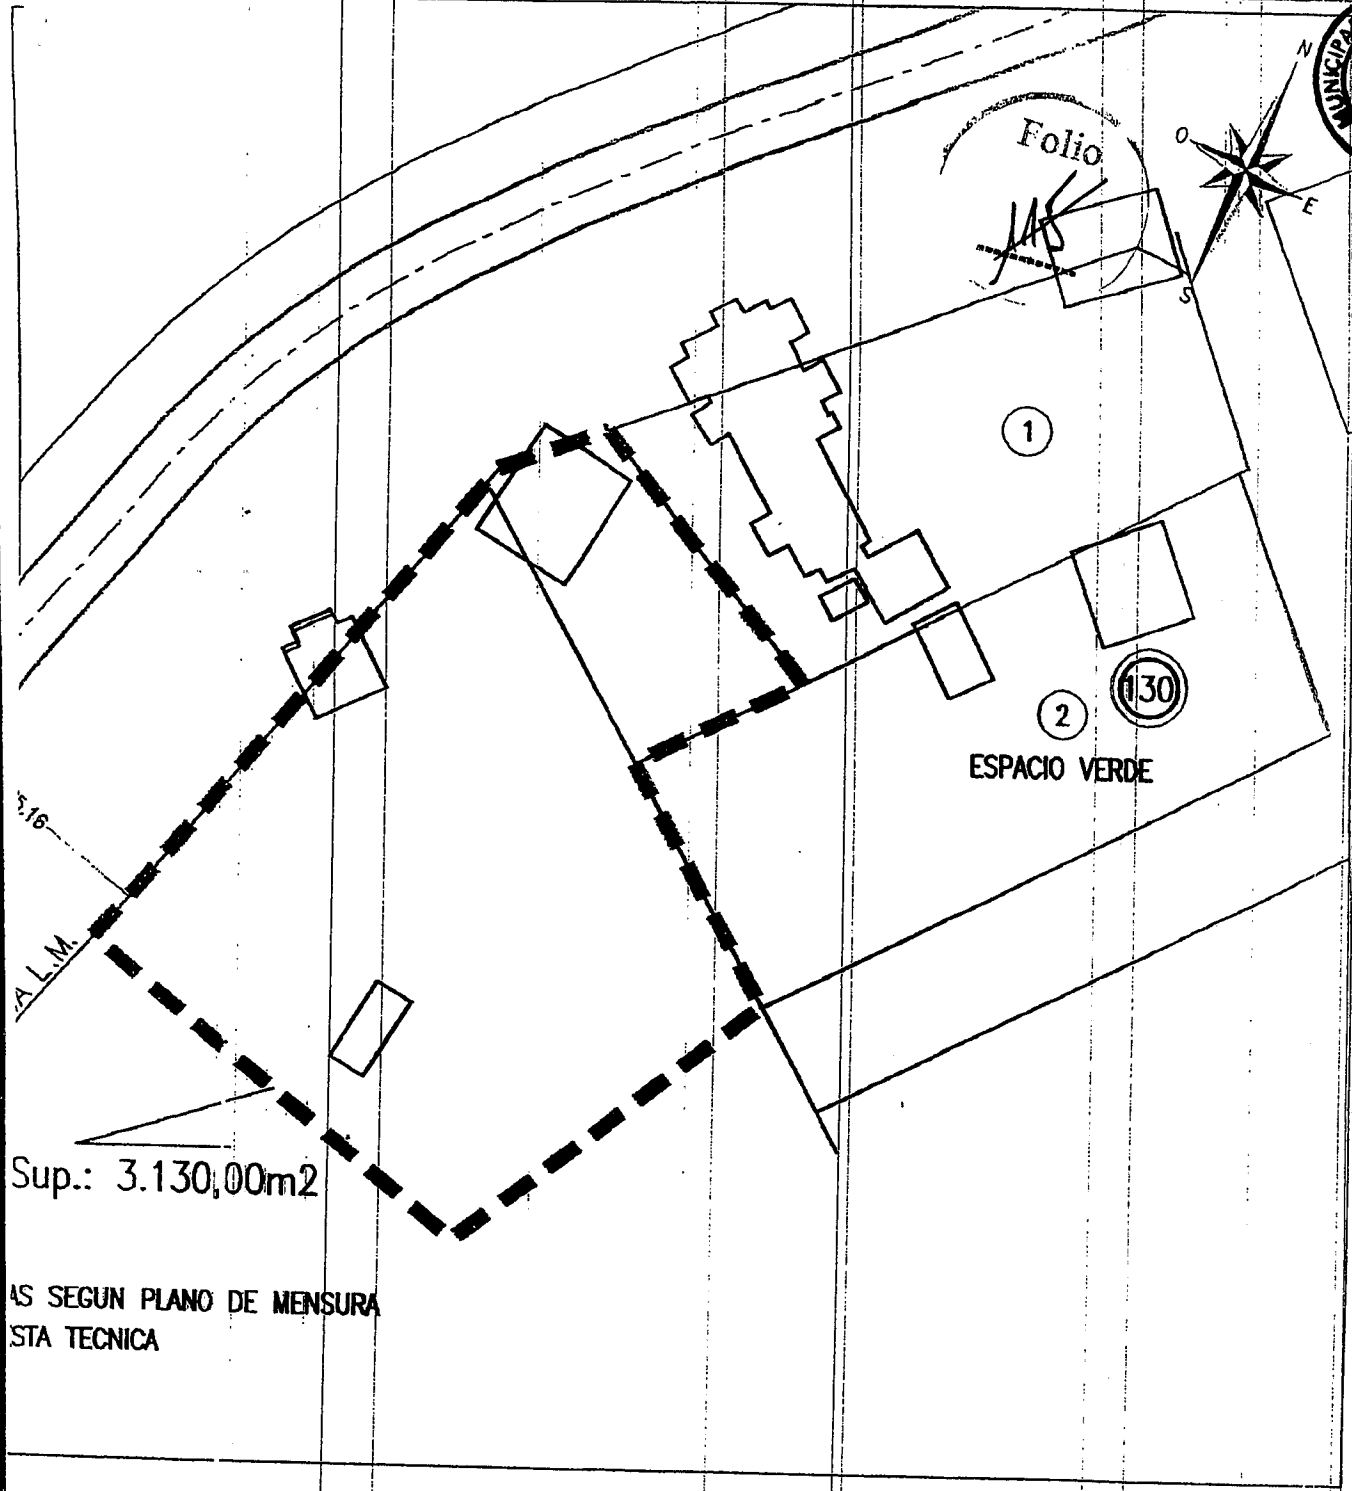 N
MUNICIPA
O
Folio
E
S
1
130
2
ESPACIO VERDE
5.16
A L.M.
Sup.: 3.130,00m2
AS SEGUN PLANO DE MENSURA
STA TECNICA